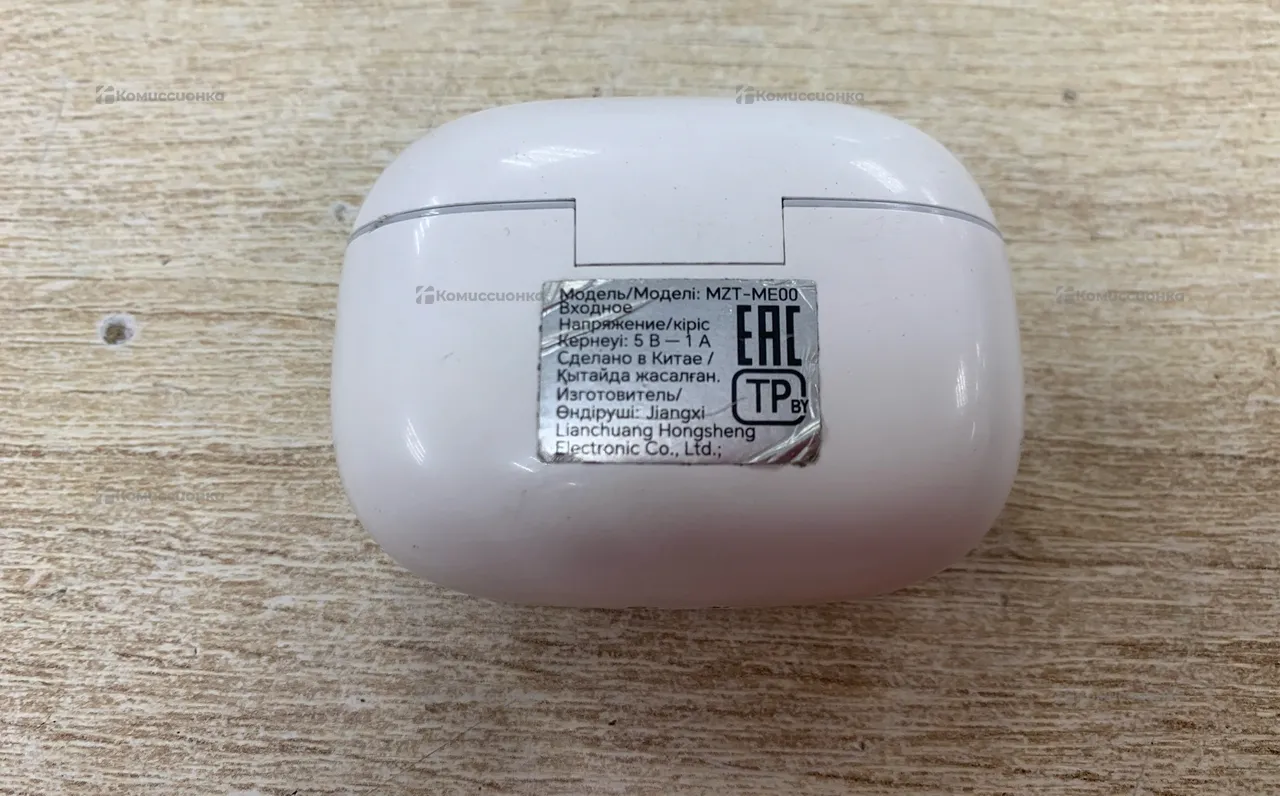 Комиссионка
Комиссионка
Комиссионка
Комиссионка
Модель/Моделі: MZT-ME00
Входное
Напряжение/кіріс
Кернеуі: 5 В — 1 А
Сделано в Китае /
Қытайда жасалған.
Изготовитель/
Өндіруші: Jiangxi
Lianchuang Hongsheng
Electronic Co., Ltd.;
EAC
TP BY
Комиссионка